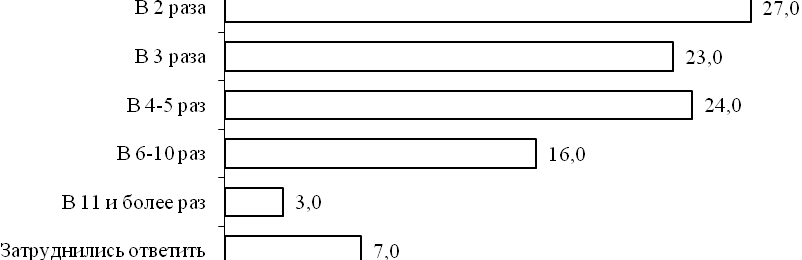 В 2 раза 27,0
В 3 раза 23,0
В 4-5 раз 24,0
В 6-10 раз 16,0
В 11 и более раз 3,0
Затруднились ответить 7,0